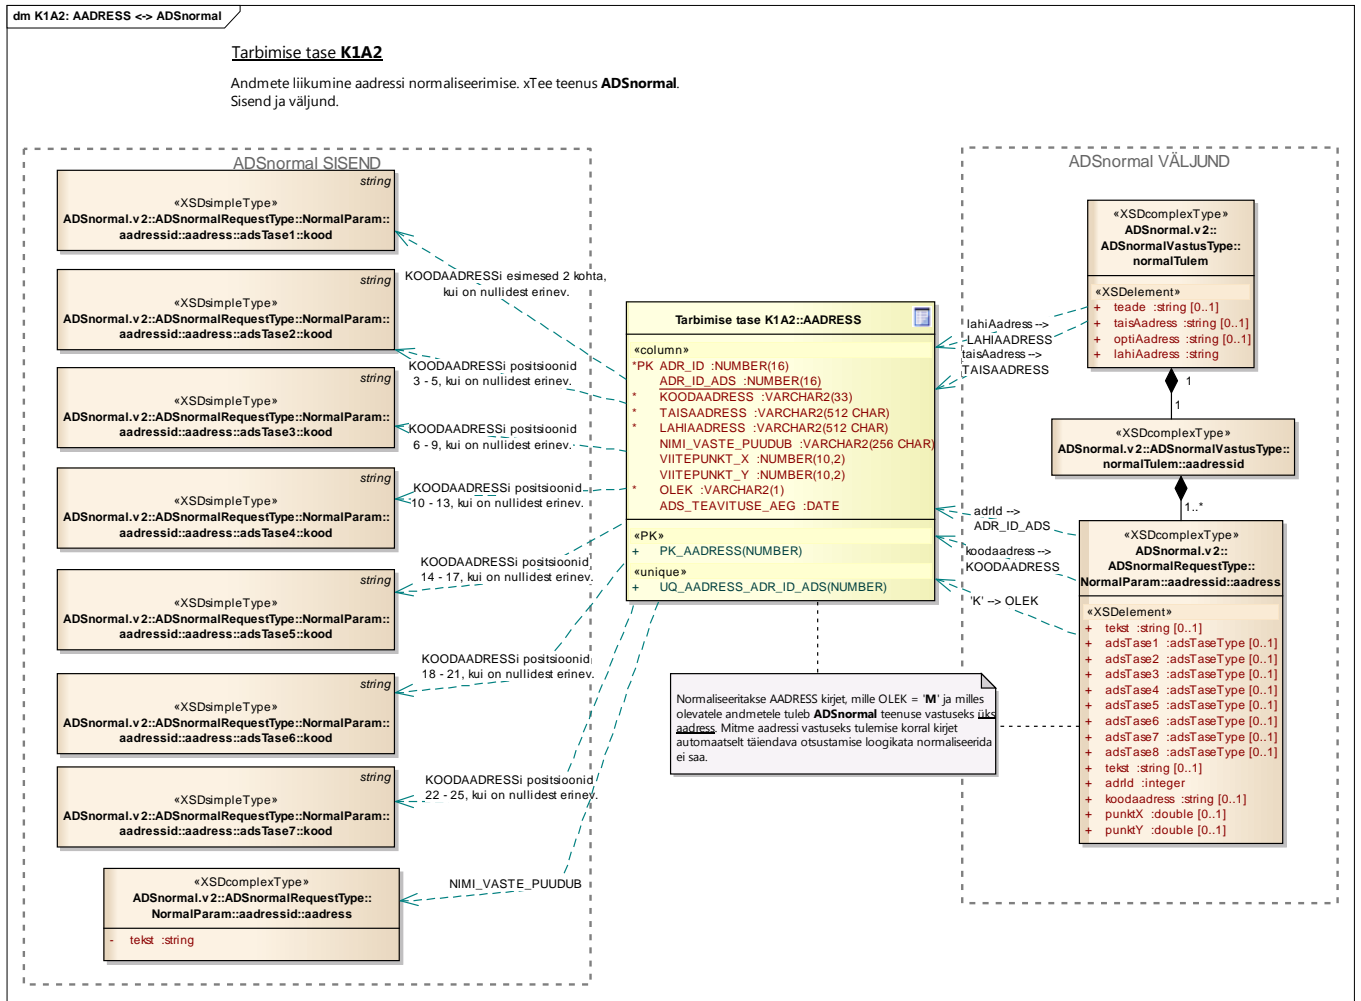 dm K1A2: AADRESS <-> ADSnormal
Tarbimise tase K1A2
Andmete liikumine aadressi normaliseerimise. xTee teenus ADSnormal.
Sisend ja väljund.
ADSnormal SISEND
string
«XSDsimpleType»
ADSnormal.v2::ADSnormalRequestType::NormalParam::
aadressid::aadress::adsTase1::kood
string
«XSDsimpleType»
ADSnormal.v2::ADSnormalRequestType::NormalParam::
aadressid::aadress::adsTase2::kood
string
«XSDsimpleType»
ADSnormal.v2::ADSnormalRequestType::NormalParam::
aadressid::aadress::adsTase3::kood
string
«XSDsimpleType»
ADSnormal.v2::ADSnormalRequestType::NormalParam::
aadressid::aadress::adsTase4::kood
string
«XSDsimpleType»
ADSnormal.v2::ADSnormalRequestType::NormalParam::
aadressid::aadress::adsTase5::kood
string
«XSDsimpleType»
ADSnormal.v2::ADSnormalRequestType::NormalParam::
aadressid::aadress::adsTase6::kood
string
«XSDsimpleType»
ADSnormal.v2::ADSnormalRequestType::NormalParam::
aadressid::aadress::adsTase7::kood
«XSDcomplexType»
ADSnormal.v2::ADSnormalRequestType::
NormalParam::aadressid::aadress
- tekst :string
KOODAADRESSi esimesed 2 kohta,
kui on nullidest erinev.
KOODAADRESSi positsioonid
3 - 5, kui on nullidest erinev.
KOODAADRESSi positsioonid
6 - 9, kui on nullidest erinev.
KOODAADRESSi positsioonid
10 - 13, kui on nullidest erinev.
KOODAADRESSi positsioonid
14 - 17, kui on nullidest erinev.
KOODAADRESSi positsioonid
18 - 21, kui on nullidest erinev.
KOODAADRESSi positsioonid
22 - 25, kui on nullidest erinev.
NIMI_VASTE_PUUDUB
Tarbimise tase K1A2::AADRESS
«column»
*PK ADR_ID :NUMBER(16)
ADR_ID_ADS :NUMBER(16)
* KOODAADRESS :VARCHAR2(33)
* TAISAADRESS :VARCHAR2(512 CHAR)
* LAHIAADRESS :VARCHAR2(512 CHAR)
NIMI_VASTE_PUUDUB :VARCHAR2(256 CHAR)
VIITEPUNKT_X :NUMBER(10,2)
VIITEPUNKT_Y :NUMBER(10,2)
* OLEK :VARCHAR2(1)
ADS_TEAVITUSE_AEG :DATE
«PK»
+ PK_AADRESS(NUMBER)
«unique»
+ UQ_AADRESS_ADR_ID_ADS(NUMBER)
Normaliseeritakse AADRESS kirjet, mille OLEK = 'M' ja milles
olevatele andmetele tuleb ADSnormal teenuse vastuseks üks
aadress. Mitme aadressi vastuseks tulemise korral kirjet
automaatselt täiendava otsustamise loogikata normaliseerida
ei saa.
lahiAadress -->
LAHIAADRESS
taisAadress-->
TAISAADRESS
adrId -->
ADR_ID_ADS
koodaadress-->
KOODAADRESS
'K' --> OLEK
ADSnormal VÄLJUND
«XSDcomplexType»
ADSnormal.v2::
ADSnormalVastusType::
normalTulem
«XSDelement»
+ teade :string [0..1]
+ taisAadress :string [0..1]
+ optiAadress :string [0..1]
+ lahiAadress :string
1
1
«XSDcomplexType»
ADSnormal.v2::ADSnormalVastusType::
normalTulem::aadressid
1..*
«XSDcomplexType»
ADSnormal.v2::
ADSnormalRequestType::
NormalParam::aadressid::aadress
«XSDelement»
+ tekst :string [0..1]
+ adsTase1 :adsTaseType [0..1]
+ adsTase2 :adsTaseType [0..1]
+ adsTase3 :adsTaseType [0..1]
+ adsTase4 :adsTaseType [0..1]
+ adsTase5 :adsTaseType [0..1]
+ adsTase6 :adsTaseType [0..1]
+ adsTase7 :adsTaseType [0..1]
+ adsTase8 :adsTaseType [0..1]
+ tekst :string [0..1]
+ adrId :integer
+ koodaadress :string [0..1]
+ punktX :double [0..1]
+ punktY :double [0..1]